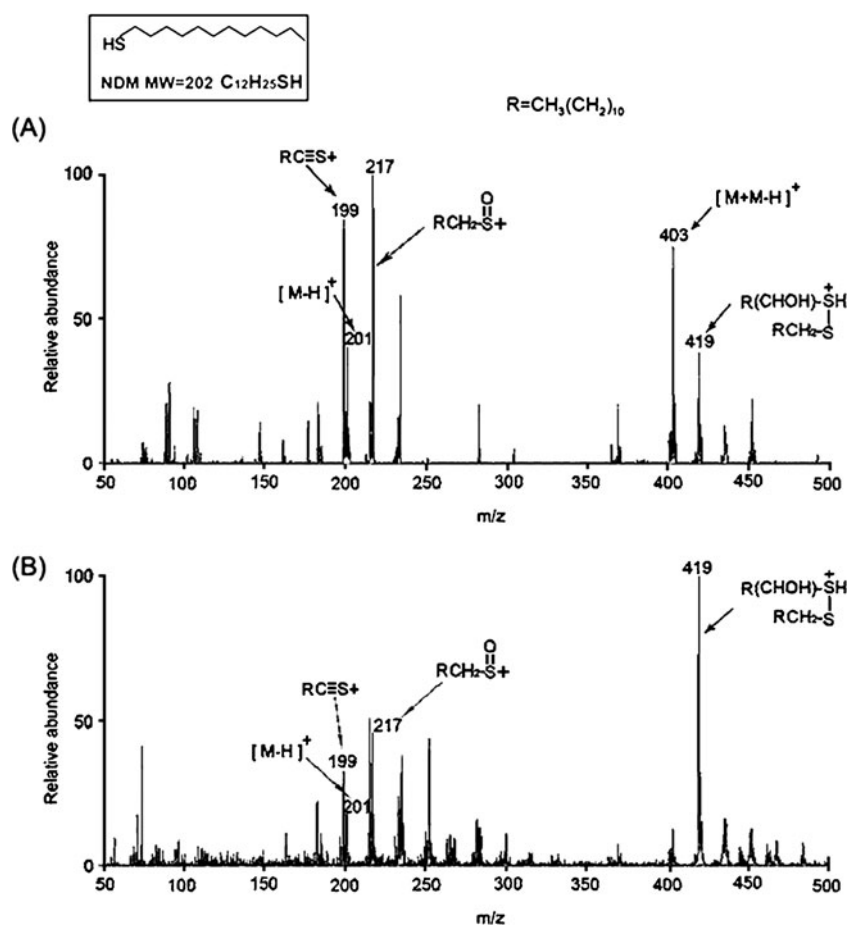 HS
NDM MW=202 C₁₂H₂₅SH
R=CH₃(CH₂)₁₀
(A)
RC≡S+
217
O
RCH₂-S+
199
[M-H]⁺
201
[M+M-H]⁺
403
R(CHOH)-S⁺H
RCH₂-S
419
Relative abundance
100
50
0
50 100 150 200 250 300 350 400 450 500
m/z
(B)
419
R(CHOH)-S⁺H
RCH₂-S
O
RCH₂-S+
RC≡S+
217
[M-H]⁺
199
201
Relative abundance
100
50
0
50 100 150 200 250 300 350 400 450 500
m/z